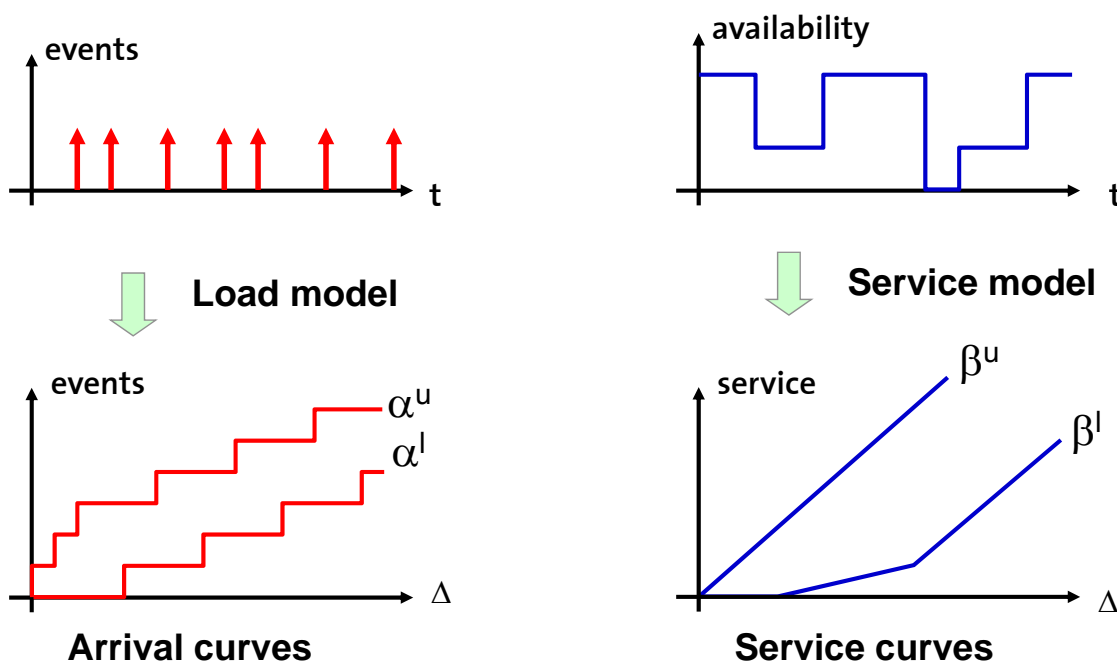 events
t
Load model
events
αᵘ
αˡ
Δ
Arrival curves
availability
t
Service model
service
βᵘ
βˡ
Δ
Service curves